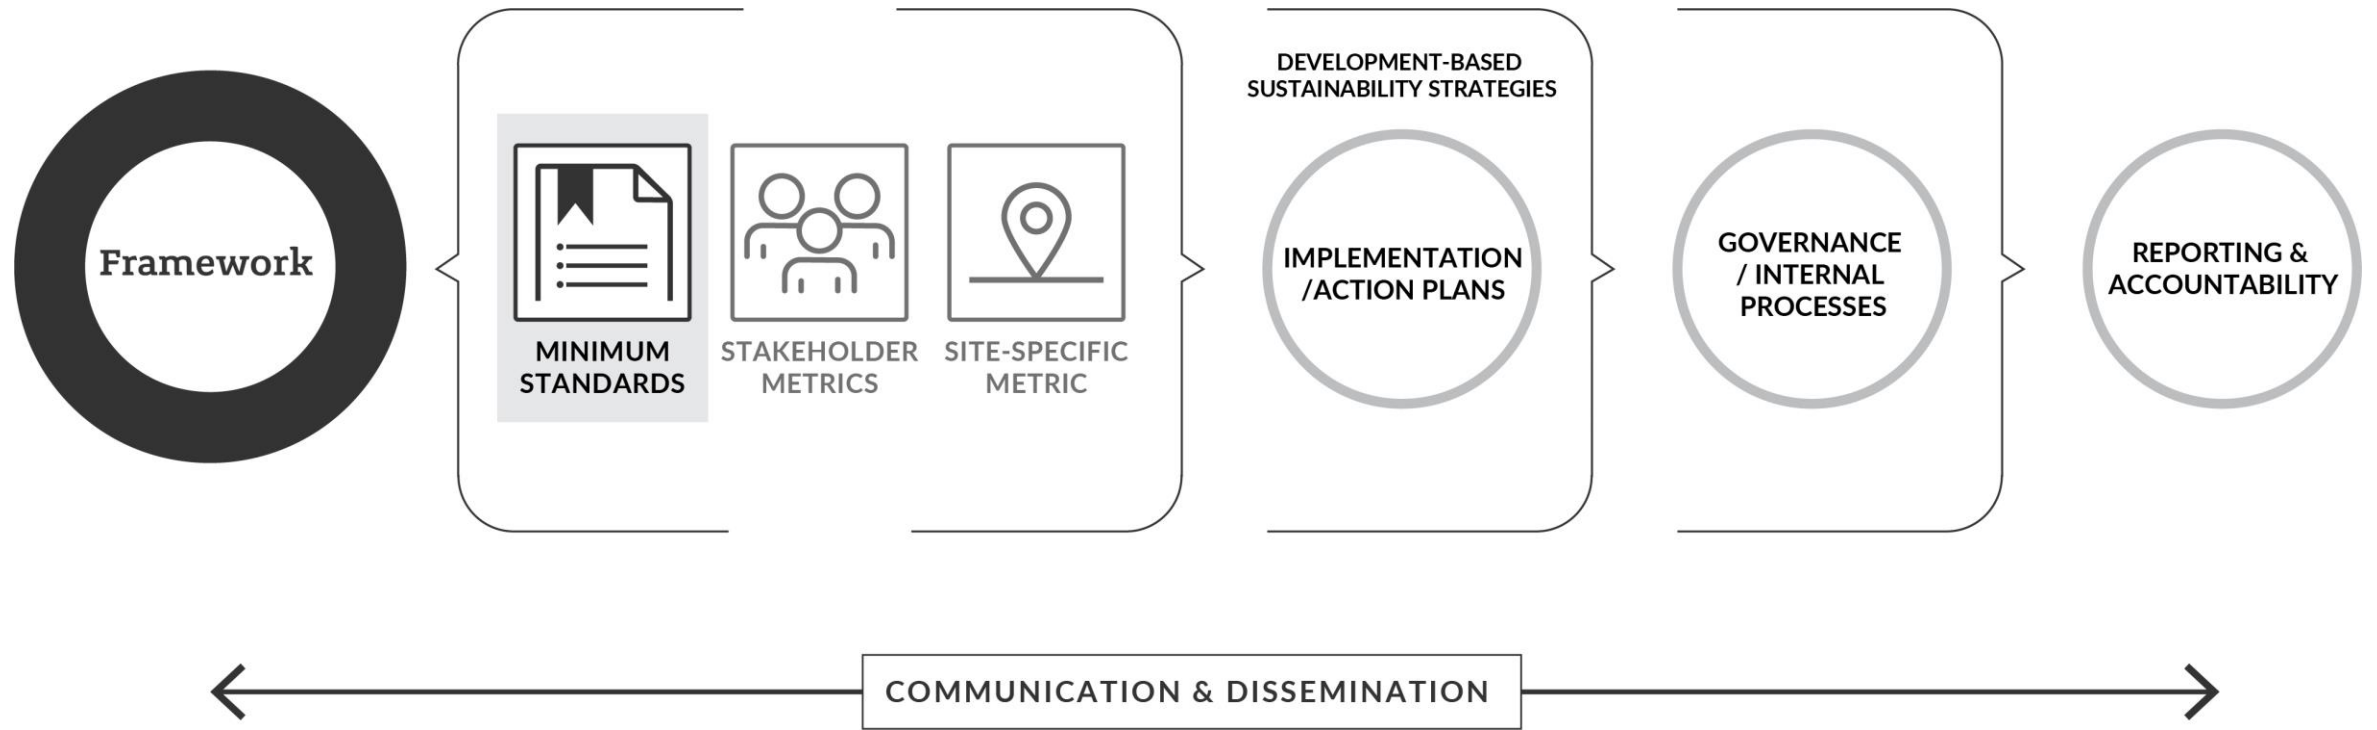 Framework
MINIMUM
STANDARDS
STAKEHOLDER
METRICS
SITE-SPECIFIC
METRIC
DEVELOPMENT-BASED
SUSTAINABILITY STRATEGIES
IMPLEMENTATION
/ACTION PLANS
GOVERNANCE
/ INTERNAL
PROCESSES
REPORTING &
ACCOUNTABILITY
COMMUNICATION & DISSEMINATION